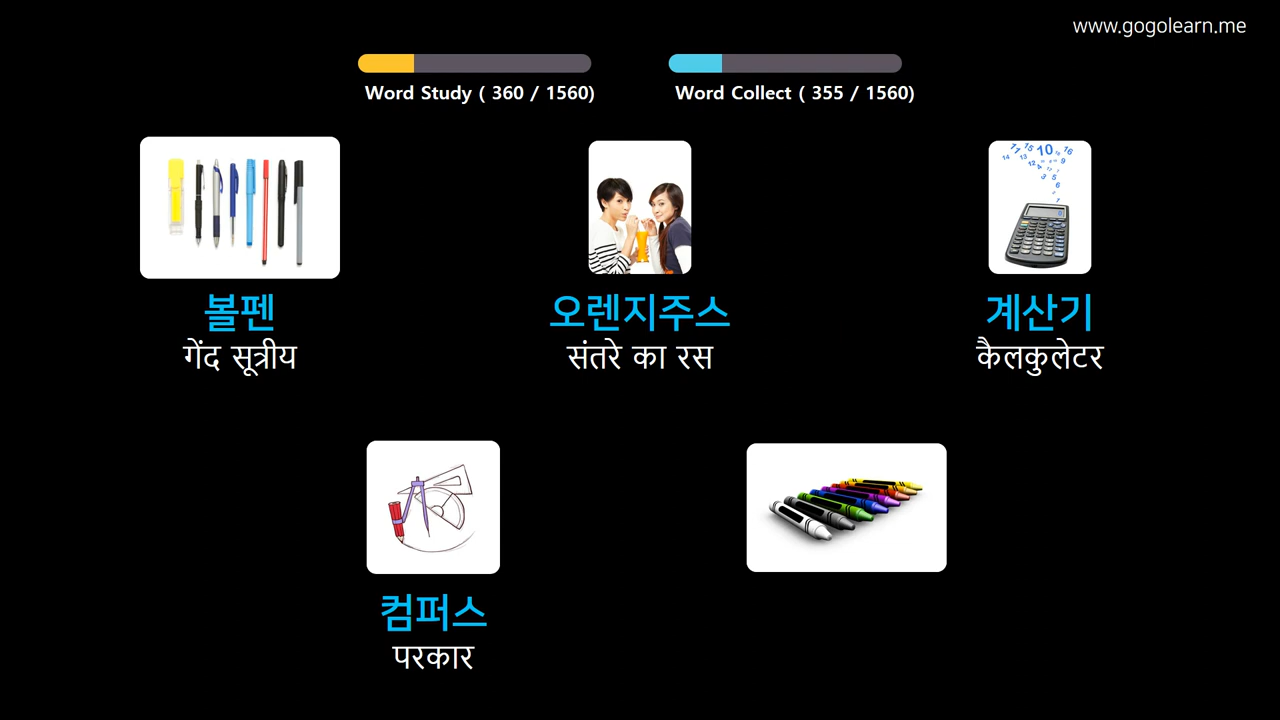 www.gogolearn.me
Word Study ( 360 / 1560)
Word Collect ( 355 / 1560)
볼펜
गेंद सूत्रीय
오렌지주스
संतरे का रस
계산기
कैलकुलेटर
컴퍼스
परकार